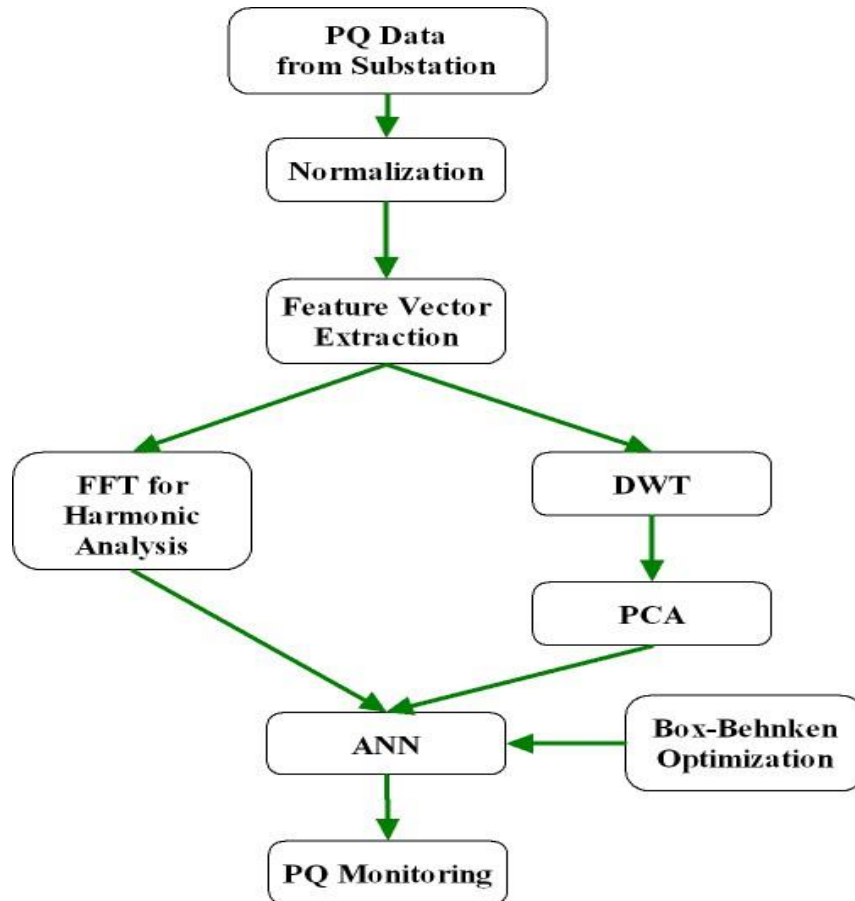 PQ Data
from Substation
Normalization
Feature Vector
Extraction
FFT for
Harmonic
Analysis
DWT
PCA
ANN
Box-Behnken
Optimization
PQ Monitoring